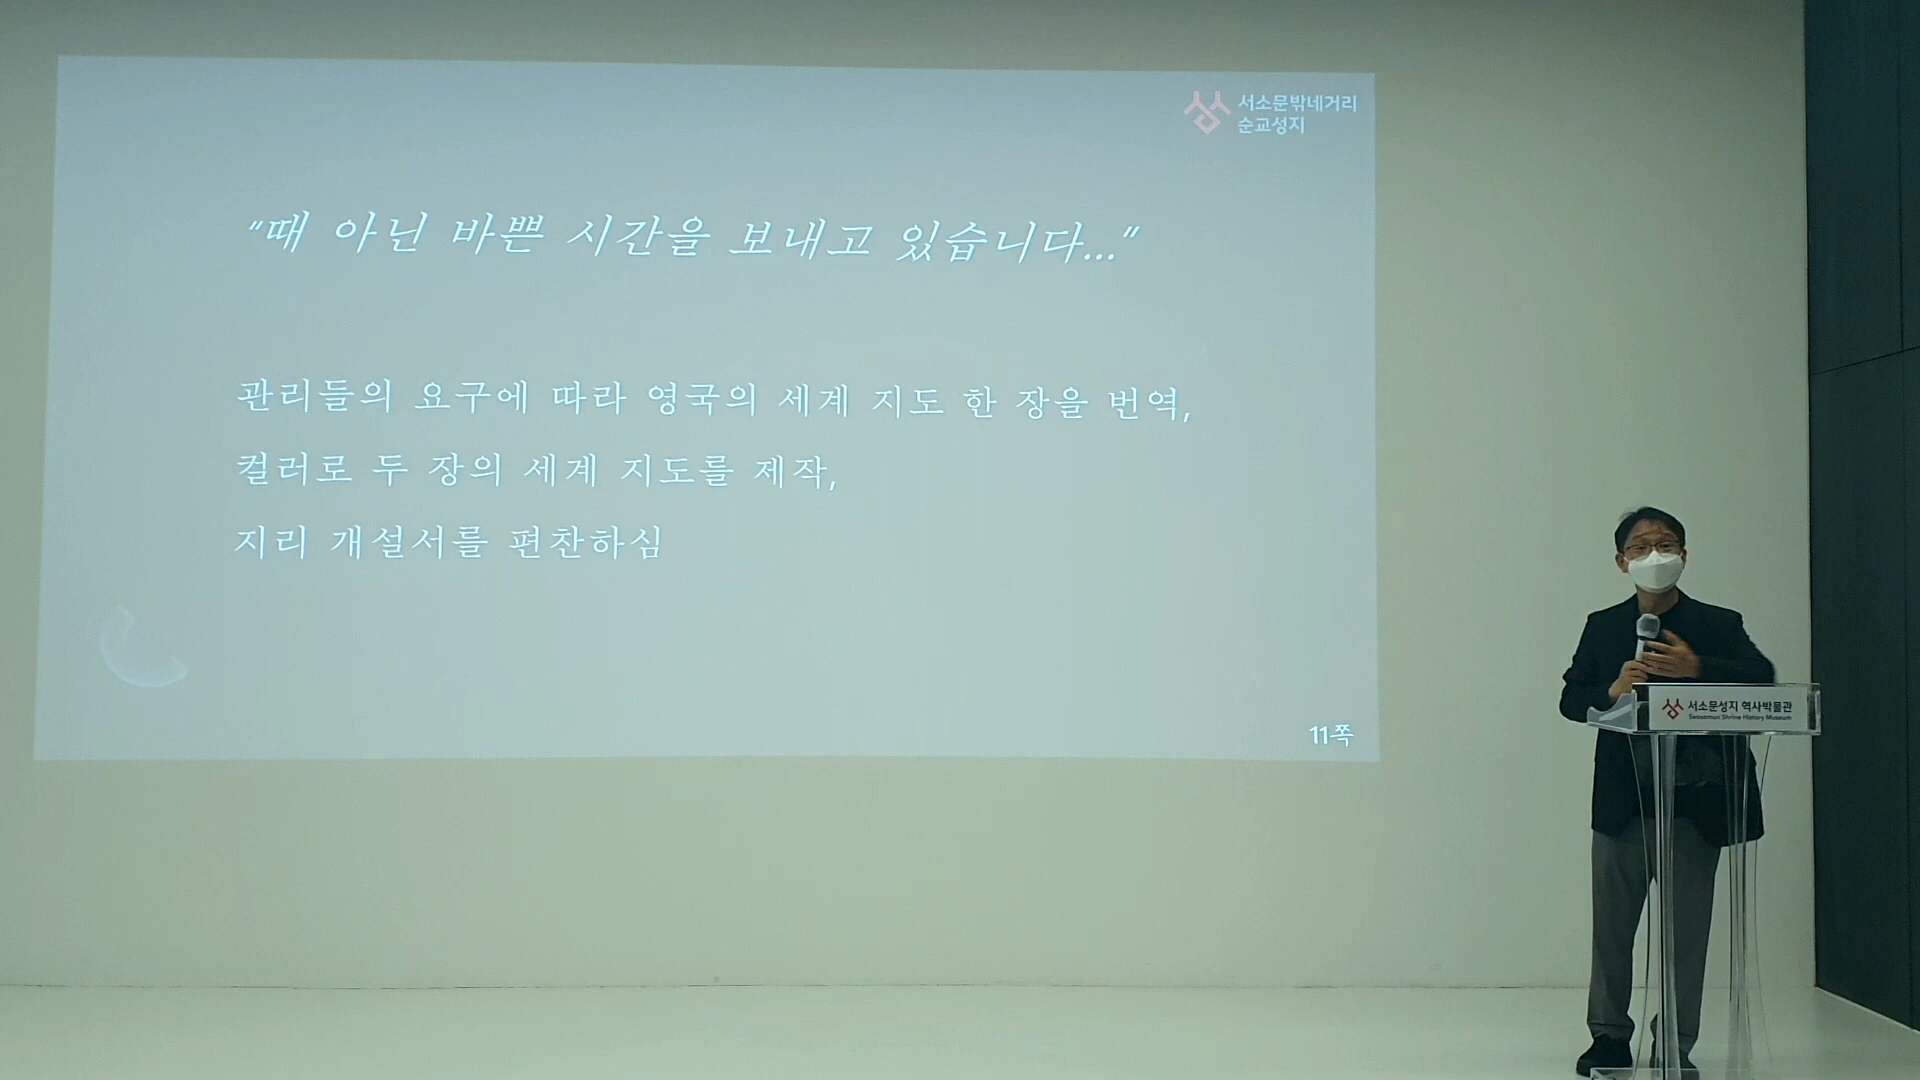 서소문밖네거리
순교성지
“때 아닌 바쁜 시간을 보내고 있습니다...”
관리들의 요구에 따라 영국의 세계 지도 한 장을 번역,
컬러로 두 장의 세계 지도를 제작,
지리 개설서를 편찬하심
11쪽
서소문성지 역사박물관
Seosomun Shrine History Museum